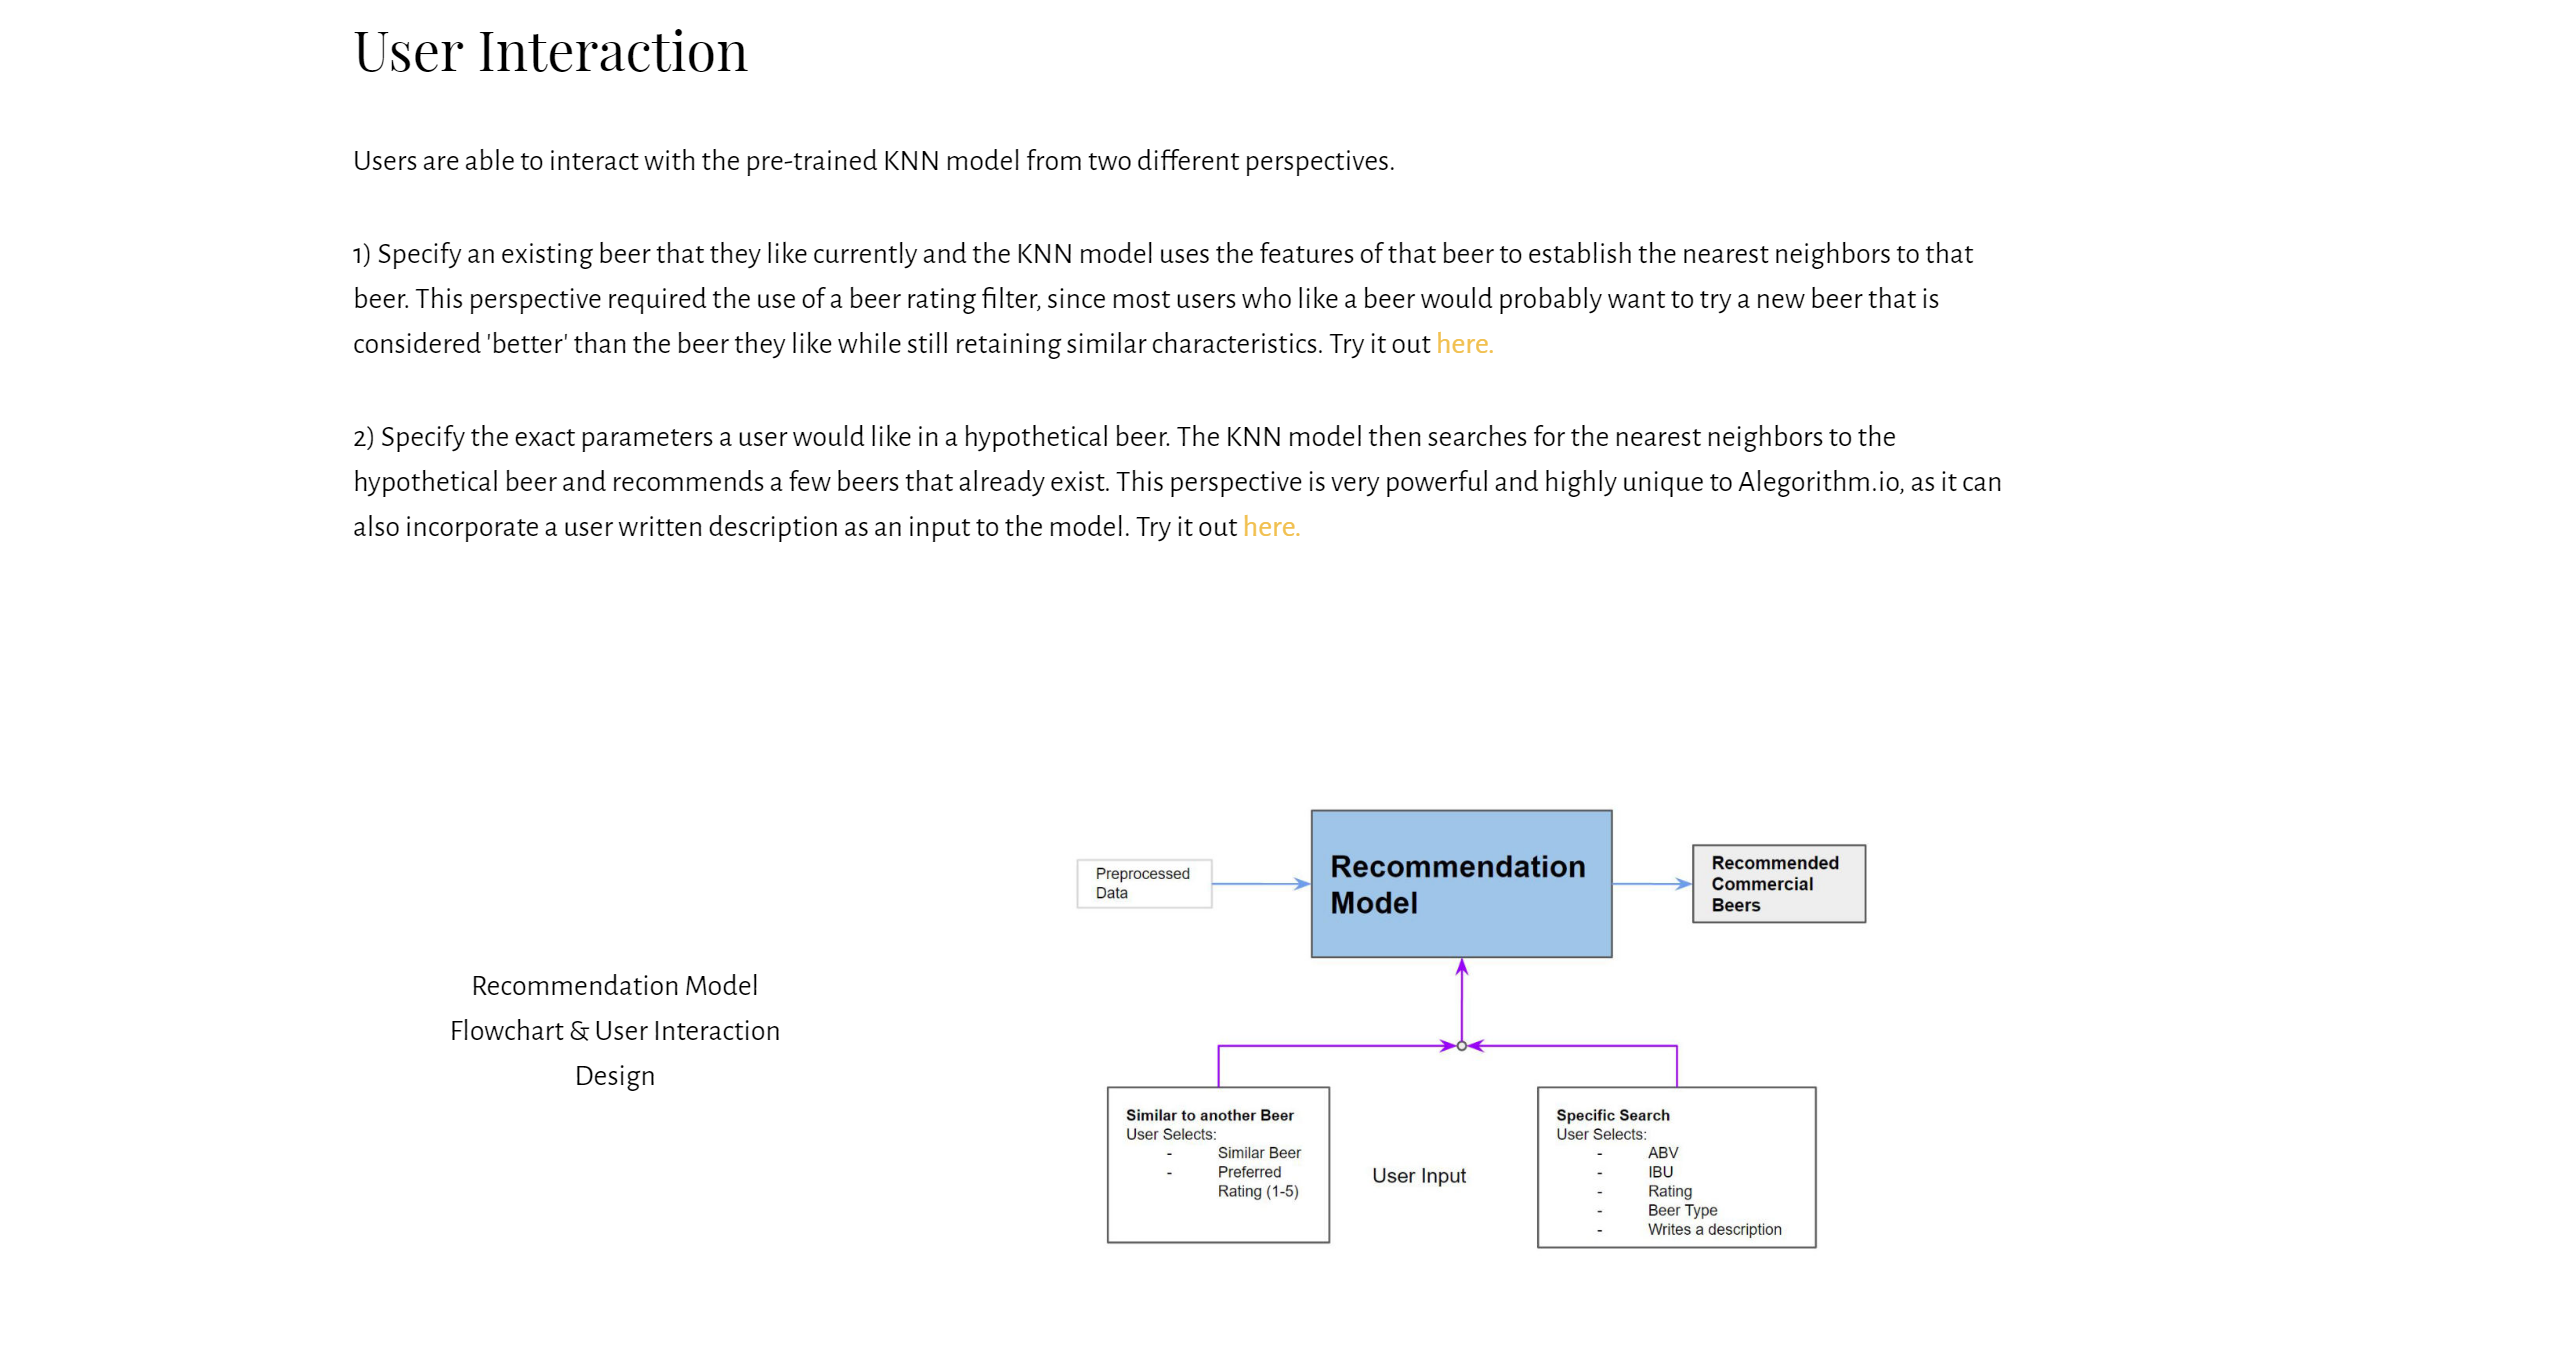 User Interaction
Users are able to interact with the pre-trained KNN model from two different perspectives.
1) Specify an existing beer that they like currently and the KNN model uses the features of that beer to establish the nearest neighbors to that
beer. This perspective required the use of a beer rating filter, since most users who like a beer would probably want to try a new beer that is
considered 'better' than the beer they like while still retaining similar characteristics. Try it out here.
2) Specify the exact parameters a user would like in a hypothetical beer. The KNN model then searches for the nearest neighbors to the
hypothetical beer and recommends a few beers that already exist. This perspective is very powerful and highly unique to Alegorithm.io, as it can
also incorporate a user written description as an input to the model. Try it out here.
Recommendation Model
Flowchart & User Interaction
Design
Preprocessed
Data
Recommendation
Model
Recommended
Commercial
Beers
Similar to another Beer
User Selects:
- Similar Beer
- Preferred
Rating (1-5)
User Input
Specific Search
User Selects:
- ABV
- IBU
- Rating
- Beer Type
- Writes a description